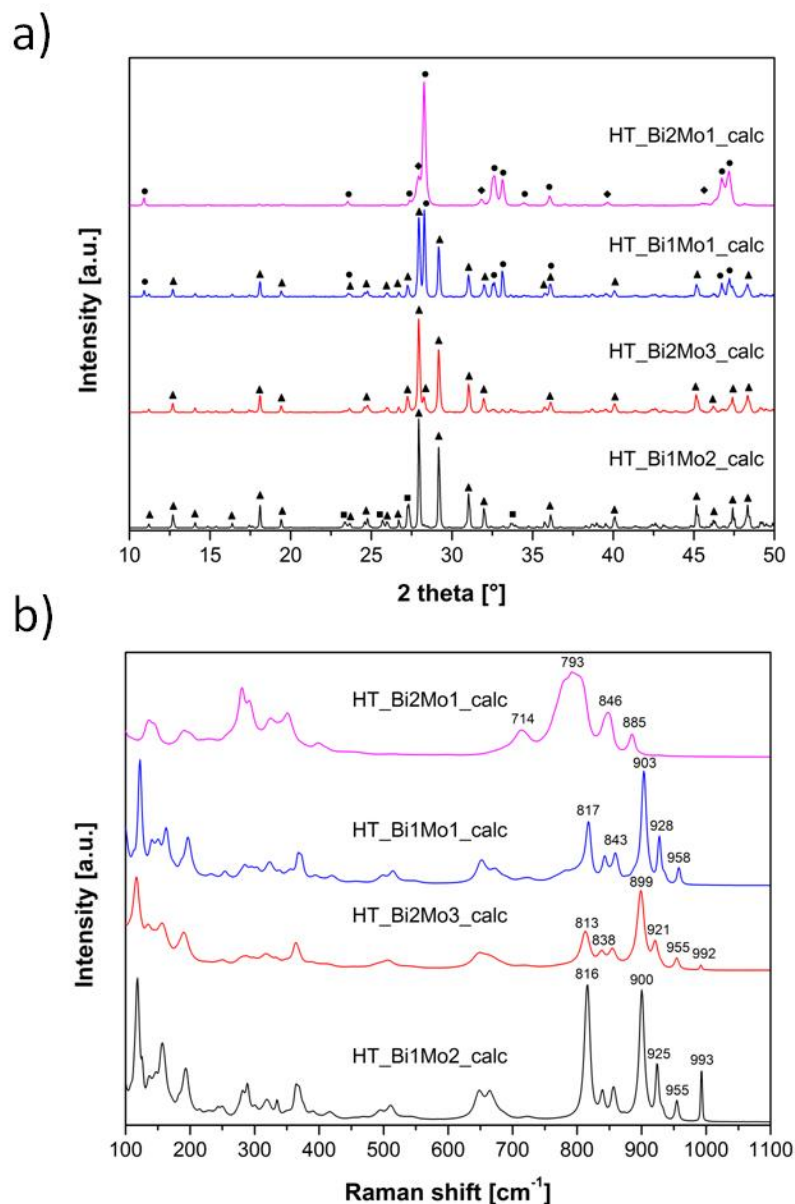 a)
HT_Bi2Mo1_calc
HT_Bi1Mo1_calc
HT_Bi2Mo3_calc
HT_Bi1Mo2_calc
Intensity [a.u.]
10 15 20 25 30 35 40 45 50
2 theta [°]
b)
793
HT_Bi2Mo1_calc
714
846
885
903
HT_Bi1Mo1_calc
817
928
843
958
899
HT_Bi2Mo3_calc
813
838
921
955
992
816
900
HT_Bi1Mo2_calc
925
993
955
Intensity [a.u.]
100 200 300 400 500 600 700 800 900 1000 1100
Raman shift [cm⁻¹]